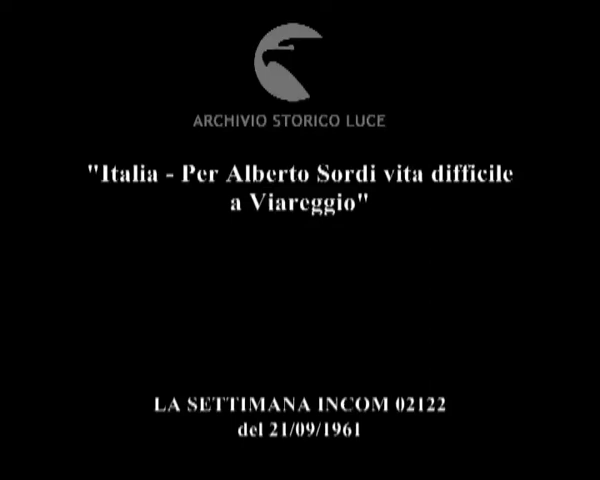 ARCHIVIO STORICO LUCE
"Italia - Per Alberto Sordi vita difficile
a Viareggio"
LA SETTIMANA INCOM 02122
del 21/09/1961